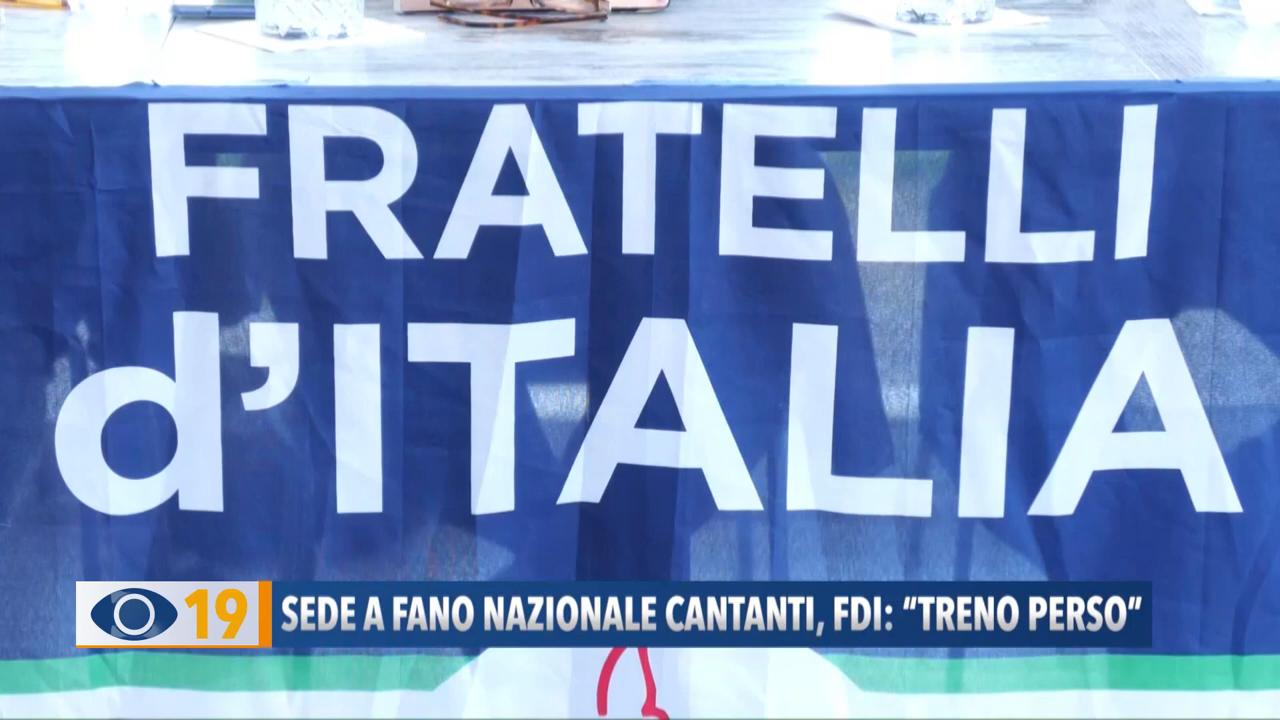 FRATELLI
d'ITALIA
19 SEDE A FANO NAZIONALE CANTANTI, FDI: “TRENO PERSO”